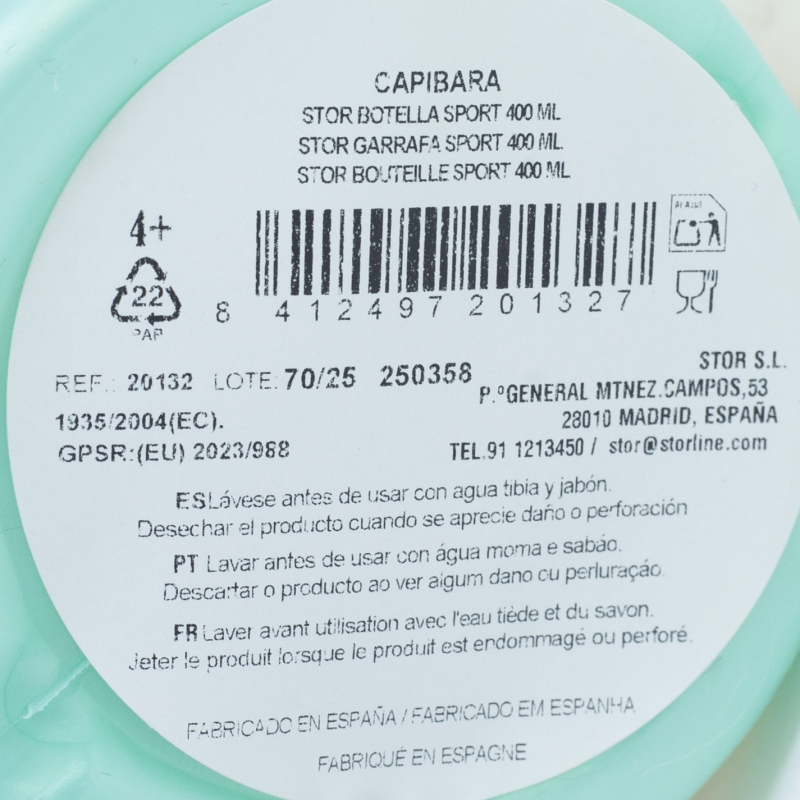 CAPIBARA
STOR BOTELLA SPORT 400 ML
STOR GARRAFA SPORT 400 ML
STOR BOUTEILLE SPORT 400 ML
4+
22
PAP
8 412497 201327
REF.: 20132 LOTE: 70/25 250358
1935/2004(EC).
GPSR:(EU) 2023/988
STOR S.L.
P.ºGENERAL MTNEZ.CAMPOS,53
28010 MADRID, ESPAÑA
TEL.91 1213450 / stor@storline.com
ES Lávese antes de usar con agua tibia y jabón.
Desechar el producto cuando se aprecie daño o perforación
PT Lavar antes de usar con água morna e sabão.
Descartar o producto ao ver algum dano ou perfuração
FR Laver avant utilisation avec l'eau tiède et du savon.
Jeter le produit lorsque le produit est endommagé ou perforé.
FABRICADO EN ESPAÑA / FABRICADO EM ESPANHA
FABRIQUÉ EN ESPAGNE